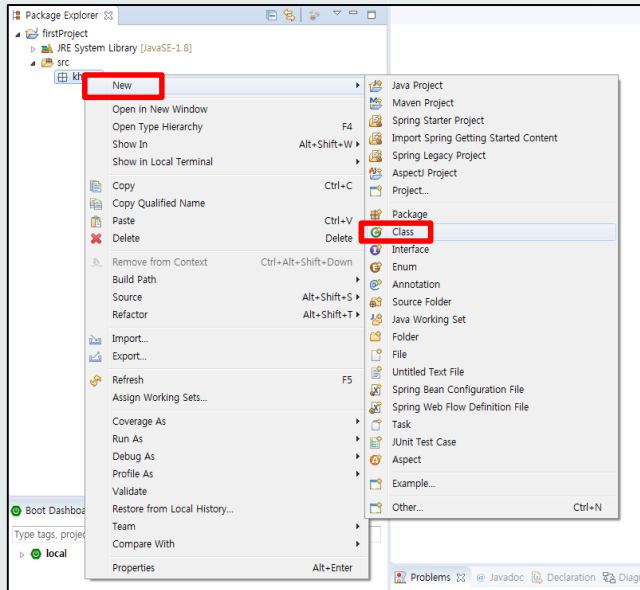 Package Explorer
firstProject
JRE System Library [JavaSE-1.8]
src
kh
New
Open in New Window
Open Type Hierarchy F4
Show In Alt+Shift+W
Show in Local Terminal
Copy Ctrl+C
Copy Qualified Name
Paste Ctrl+V
Delete Delete
Remove from Context Ctrl+Alt+Shift+Down
Build Path
Source Alt+Shift+S
Refactor Alt+Shift+T
Import...
Export...
Refresh F5
Assign Working Sets...
Coverage As
Run As
Debug As
Profile As
Validate
Restore from Local History...
Team
Compare With
Properties Alt+Enter
Java Project
Maven Project
Spring Starter Project
Import Spring Getting Started Content
Spring Legacy Project
AspectJ Project
Project...
Package
Class
Interface
Enum
Annotation
Source Folder
Java Working Set
Folder
File
Untitled Text File
Spring Bean Configuration File
Spring Web Flow Definition File
Task
JUnit Test Case
Aspect
Example...
Other... Ctrl+N
Boot Dashboa
Type tags, projec
local
Problems Javadoc Declaration Diag